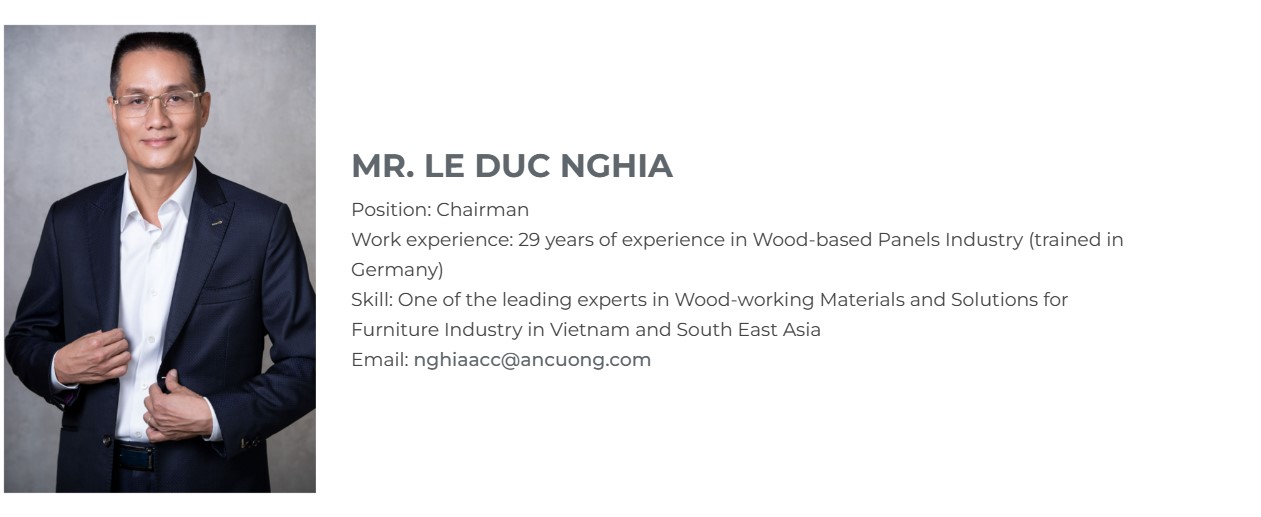 MR. LE DUC NGHIA
Position: Chairman
Work experience: 29 years of experience in Wood-based Panels Industry (trained in
Germany)
Skill: One of the leading experts in Wood-working Materials and Solutions for
Furniture Industry in Vietnam and South East Asia
Email: nghiaacc@ancuong.com